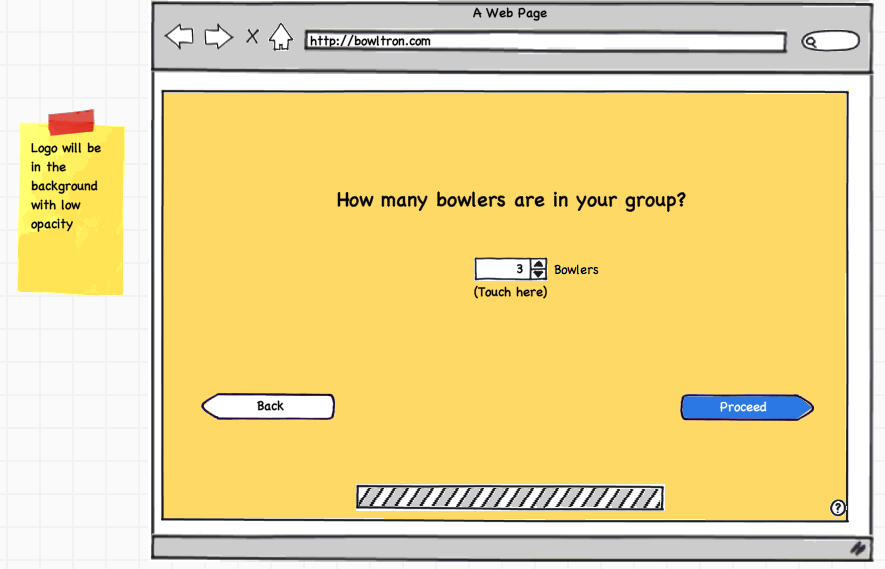 A Web Page
X
http://bowltron.com
Logo will be
in the
background
with low
opacity
How many bowlers are in your group?
3 Bowlers
(Touch here)
Back
Proceed
?